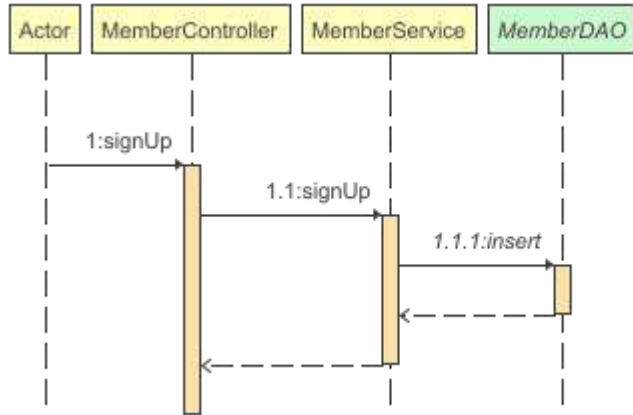 Actor
MemberController
MemberService
MemberDAO
1:signUp
1.1:signUp
1.1.1:insert